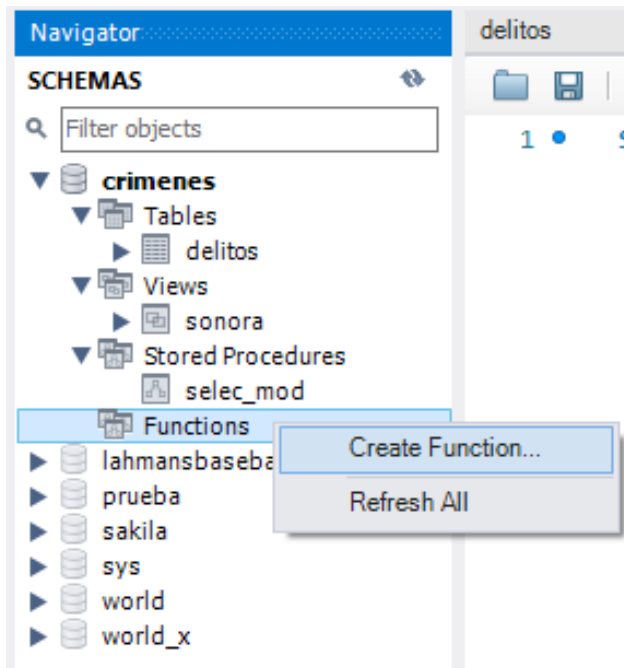 Navigator
delitos
SCHEMAS
Filter objects
1
crimenes
Tables
delitos
Views
sonora
Stored Procedures
selec_mod
Functions
Create Function...
lahmansbaseba
Refresh All
prueba
sakila
sys
world
world_x